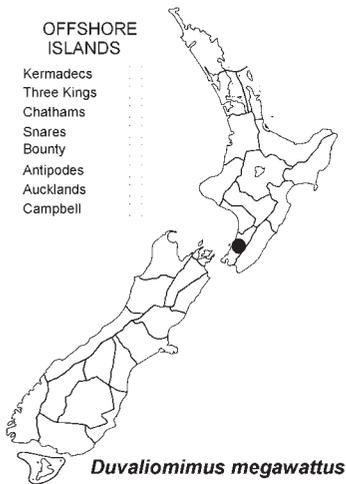 OFFSHORE
ISLANDS
Kermadecs
Three Kings
Chathams
Snares
Bounty
Antipodes
Aucklands
Campbell
Duvaliomimus megawattus